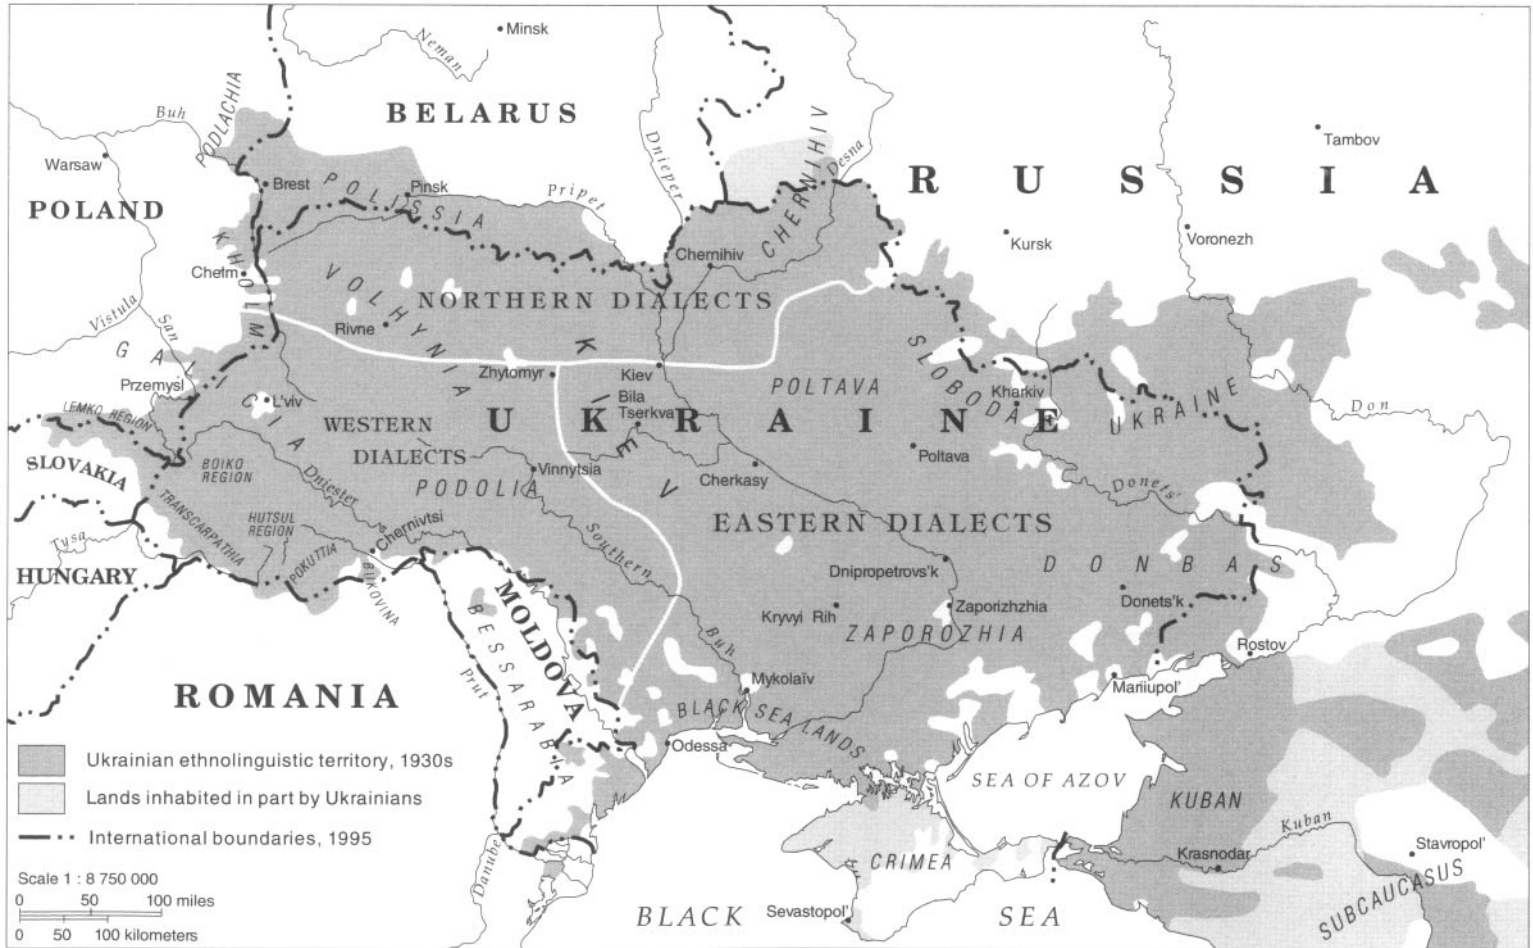 Minsk
Neman
BELARUS
PODLACHIA
Buh
Warsaw
POLAND
Brest
POLISSIA
Pinsk
Pripet
Dnieper
CHERNIHIV
Desna
RUSSIA
Tambov
Kursk
Voronezh
Chernihiv
KHOLM
Chełm
VOLHYNIA
NORTHERN DIALECTS
Vistula
San
Rivne
GALICIA
Zhytomyr
Kiev
KIEV
POLTAVA
SLOBODA UKRAINE
Kharkiv
Don
Przemyśl
L'viv
LEMKO REGION
Bila
Tserkva
UKRAINE
WESTERN
DIALECTS
Poltava
SLOVAKIA
BOIKO
REGION
Dniester
Vinnytsia
Cherkasy
Donets'
PODOLIA
TRANSCARPATHIA
HUTSUL
REGION
Chernivtsi
EASTERN DIALECTS
Tysa
HUNGARY
POKUTTIA
BUKOVINA
Southern
Buh
Dnipropetrovs'k
DONBAS
MOLDOVA
BESSARABIA
Kryvyi Rih
Zaporizhzhia
Donets'k
ZAPOROZHIA
Prut
Rostov
ROMANIA
Mykolaïv
Mariiupol'
BLACK SEA LANDS
Odessa
SEA OF AZOV
KUBAN
Kuban
Krasnodar
Stavropol'
SUBCAUCASUS
CRIMEA
Danube
Sevastopol'
BLACK SEA
Ukrainian ethnolinguistic territory, 1930s
Lands inhabited in part by Ukrainians
International boundaries, 1995
Scale 1 : 8 750 000
0 50 100 miles
0 50 100 kilometers